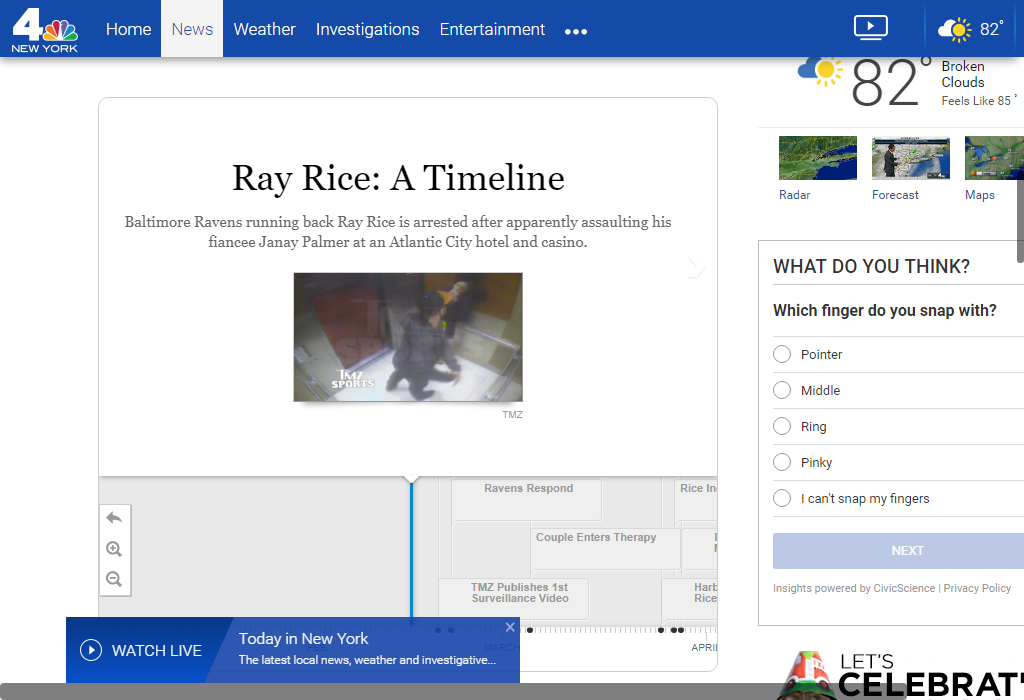 4
NEW YORK
Home
News
Weather
Investigations
Entertainment
82°
82°
Broken
Clouds
Feels Like 85 °
Radar
Forecast
Maps
Ray Rice: A Timeline
Baltimore Ravens running back Ray Rice is arrested after apparently assaulting his
fiancee Janay Palmer at an Atlantic City hotel and casino.
TMZ
SPORTS
TMZ
WHAT DO YOU THINK?
Which finger do you snap with?
Pointer
Middle
Ring
Pinky
I can't snap my fingers
NEXT
Insights powered by CivicScience | Privacy Policy
Ravens Respond
Rice In
Couple Enters Therapy
TMZ Publishes 1st
Surveillance Video
Harb
Rice
FEB
MARCH
APRIL
WATCH LIVE
Today in New York
The latest local news, weather and investigative...
LET'S
CELEBRAT